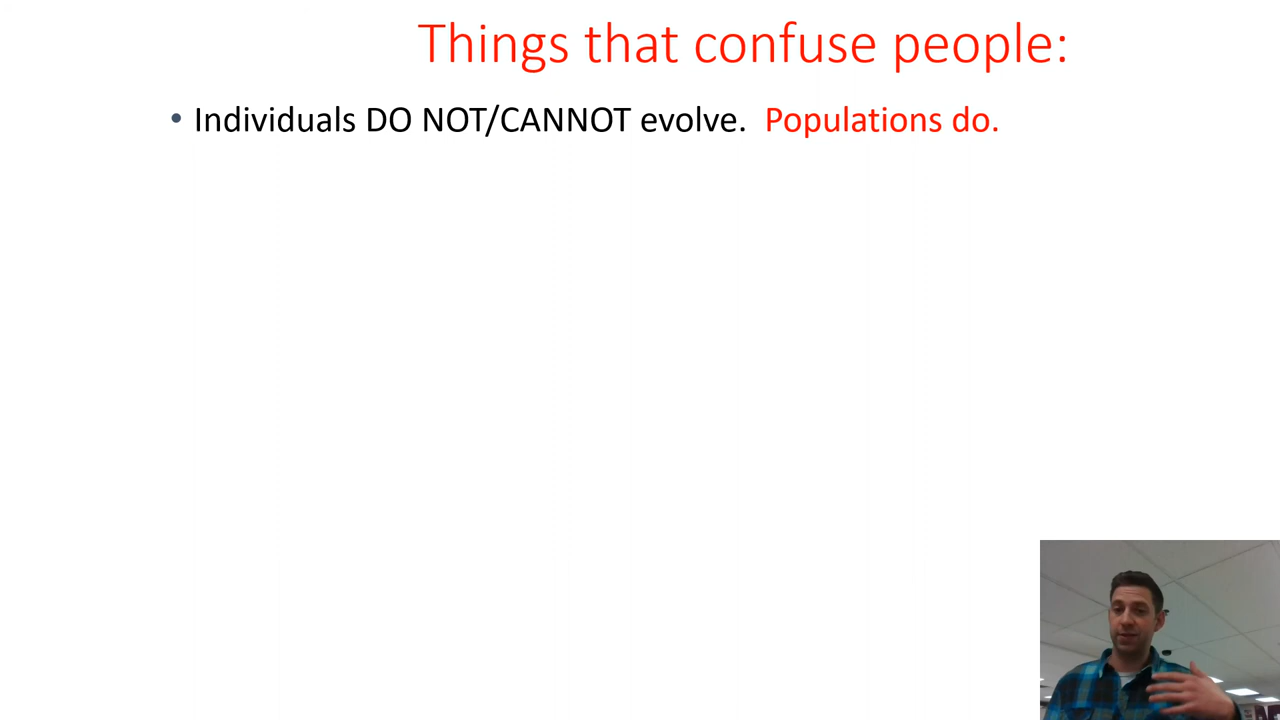 Things that confuse people:
• Individuals DO NOT/CANNOT evolve. Populations do.